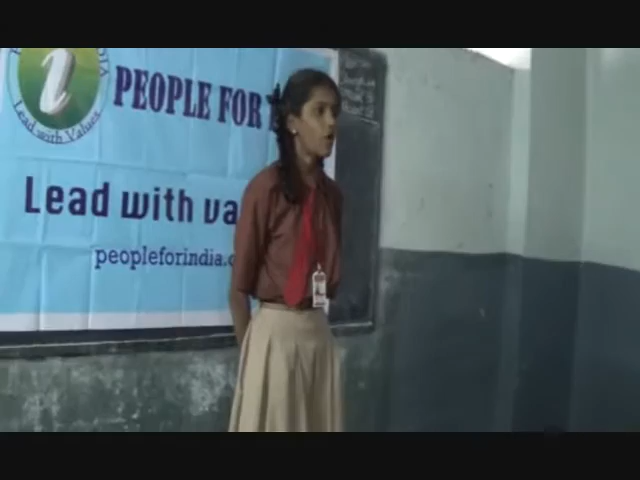 i
Lead with Values
PEOPLE FOR
Lead with va
peopleforindia.o